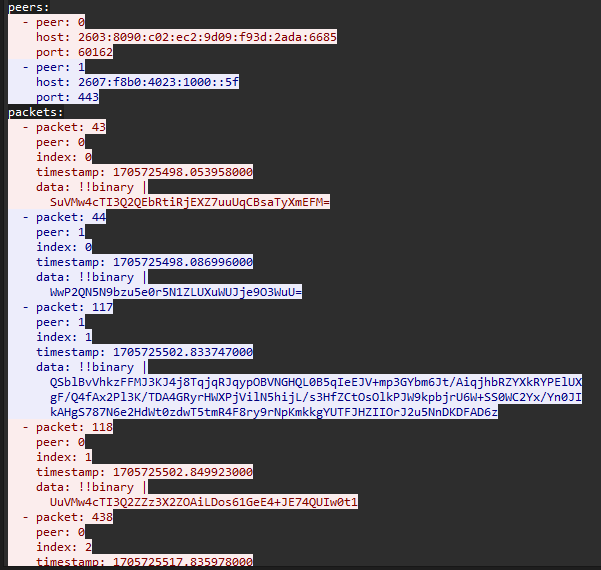 peers:
- peer: 0
host: 2603:8090:c02:ec2:9d09:f93d:2ada:6685
port: 60162
- peer: 1
host: 2607:f8b0:4023:1000::5f
port: 443
packets:
- packet: 43
peer: 0
index: 0
timestamp: 1705725498.053958000
data: !!binary |
SuVMw4cTI3Q2QEbRtiRjEXZ7uuUqCBsaTyXmEFM=
- packet: 44
peer: 1
index: 0
timestamp: 1705725498.086996000
data: !!binary |
WwP2QN5N9bzu5e0r5N1ZLUXuWUJje9O3WuU=
- packet: 117
peer: 1
index: 1
timestamp: 1705725502.833747000
data: !!binary |
QSblBvVhkzFFMJ3KJ4j8TqjqRJqypOBVNGHQL0B5qIeEJV+mp3GYbm6Jt/AiqjhbRZYXkRYPElUX
gF/Q4fAx2Pl3K/TDA4GRyrHWXPjVilN5hijL/s3HfZCtOsOlkPJW9kpbjrU6W+SS0WC2Yx/Yn0JI
kAHgS787N6e2HdWt0zdwT5tmR4F8ry9rNpKmkkgYUTFJHZIIOrJ2u5NnDKDFAD6z
- packet: 118
peer: 0
index: 1
timestamp: 1705725502.849923000
data: !!binary |
UuVMw4cTI3Q2ZZz3X2ZOAiLDos61GeE4+JE74QUIw0t1
- packet: 438
peer: 0
index: 2
timestamp: 1705725517.835978000